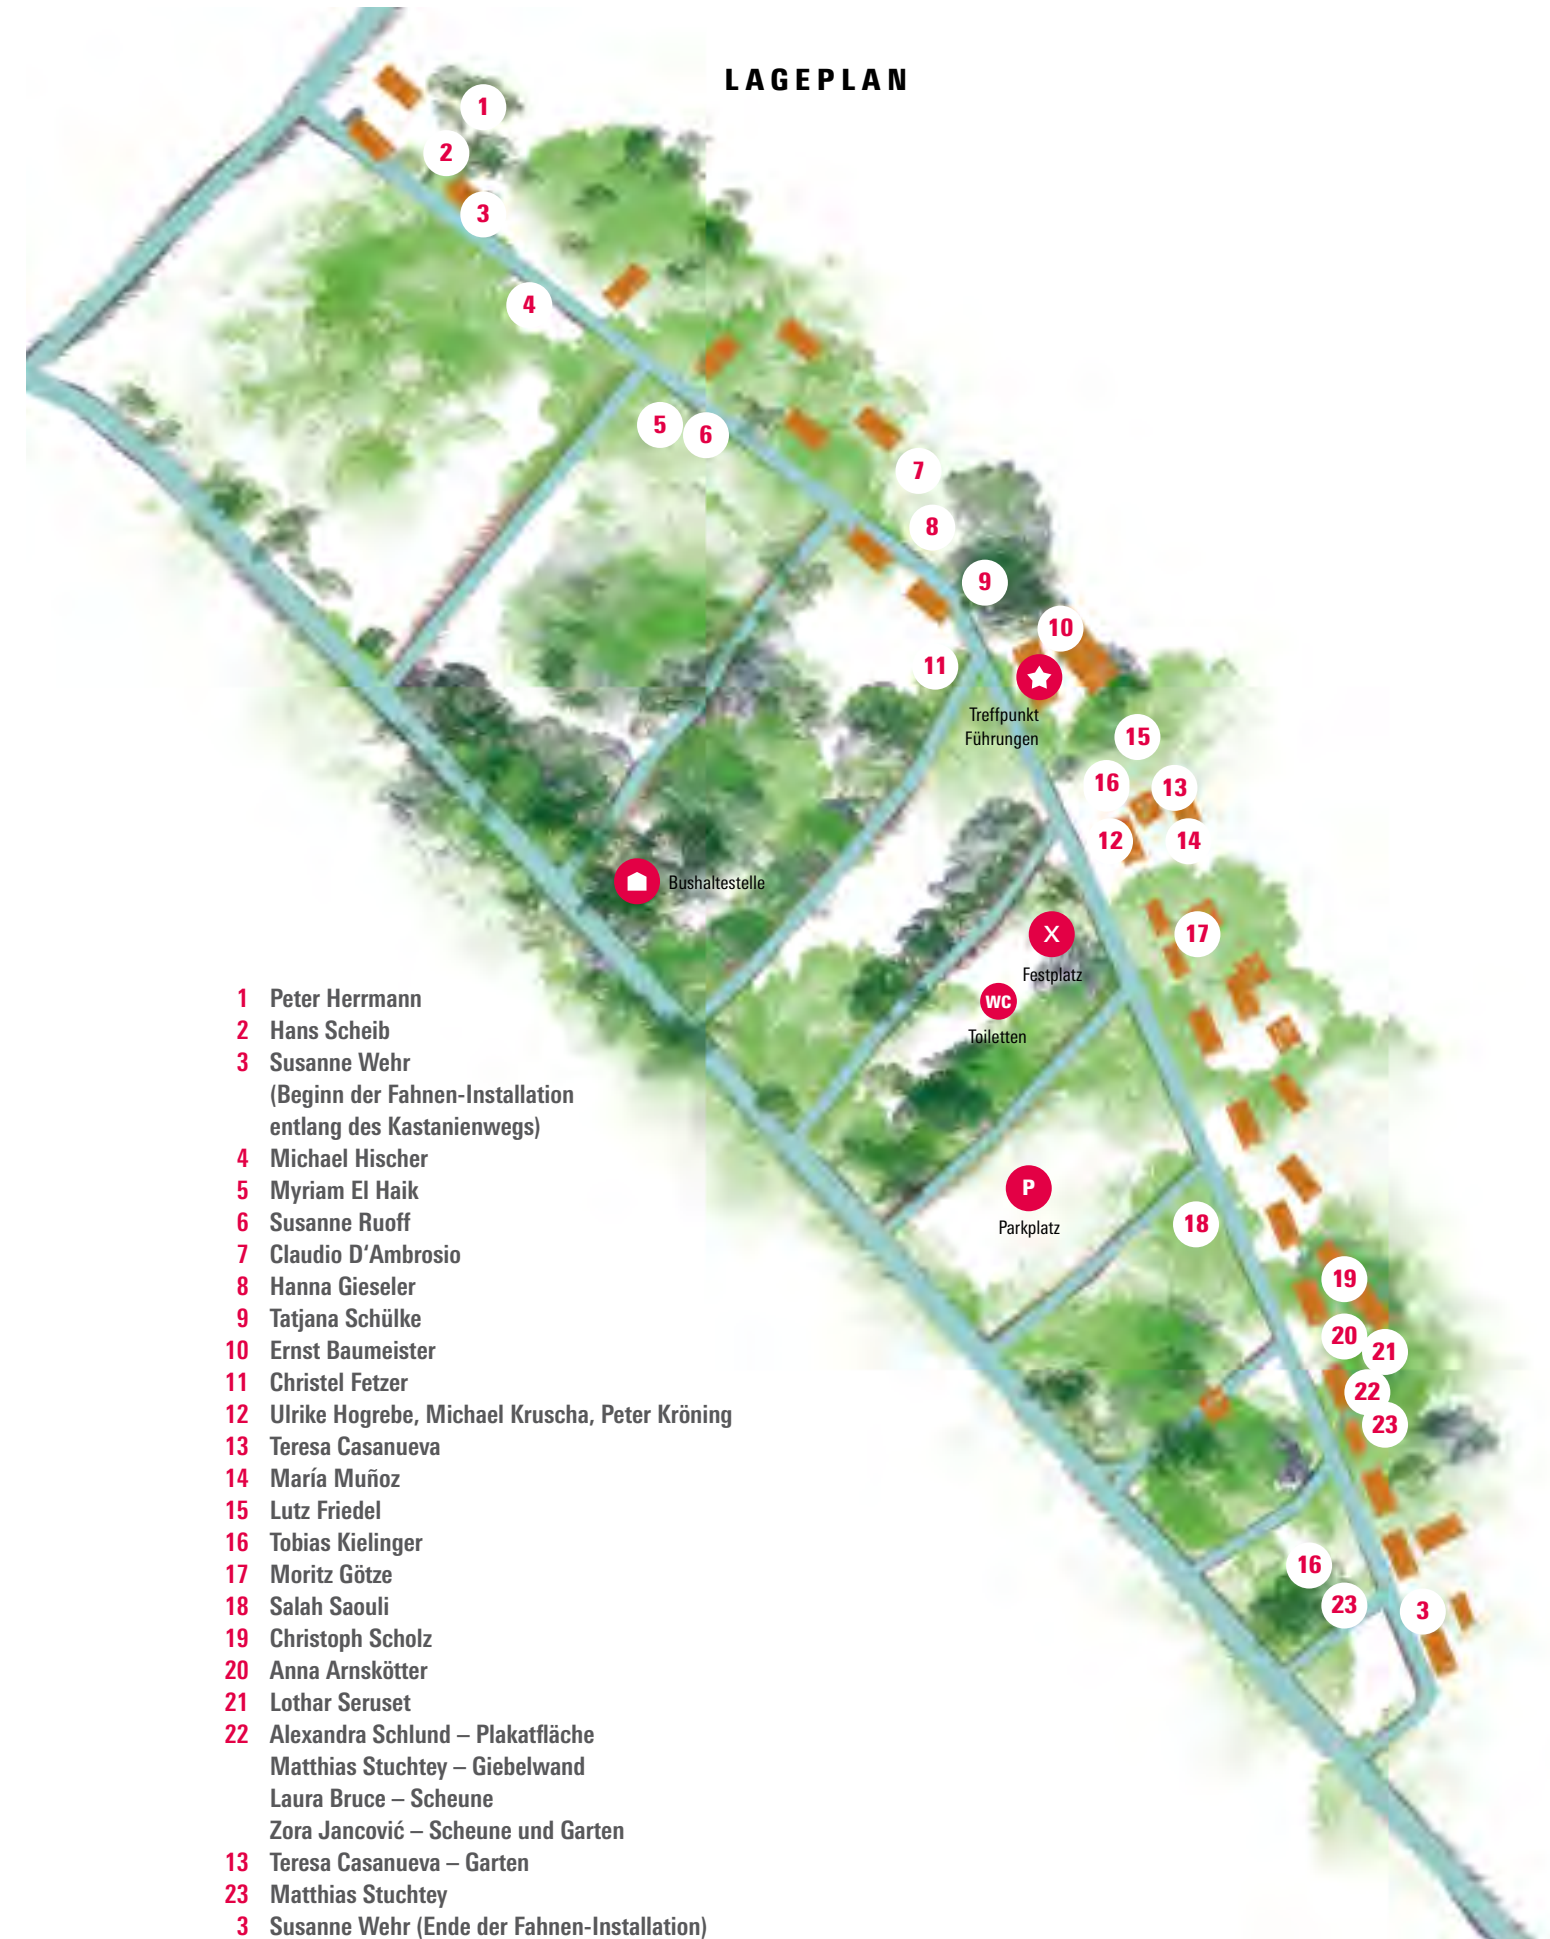 LAGEPLAN
1
2
3
4
5 6
7
8
9
10
11
Treffpunkt
Führungen
15
16 13
12 14
Bushaltestelle
17
X
Festplatz
WC
Toiletten
P
Parkplatz
18
19
20
21
22
23
16
23
3
1 Peter Herrmann
2 Hans Scheib
3 Susanne Wehr
(Beginn der Fahnen-Installation
entlang des Kastanienwegs)
4 Michael Hischer
5 Myriam El Haik
6 Susanne Ruoff
7 Claudio D‘Ambrosio
8 Hanna Gieseler
9 Tatjana Schülke
10 Ernst Baumeister
11 Christel Fetzer
12 Ulrike Hogrebe, Michael Kruscha, Peter Kröning
13 Teresa Casanueva
14 María Muñoz
15 Lutz Friedel
16 Tobias Kielinger
17 Moritz Götze
18 Salah Saouli
19 Christoph Scholz
20 Anna Arnskötter
21 Lothar Seruset
22 Alexandra Schlund – Plakatfläche
Matthias Stuchtey – Giebelwand
Laura Bruce – Scheune
Zora Jancović – Scheune und Garten
13 Teresa Casanueva – Garten
23 Matthias Stuchtey
3 Susanne Wehr (Ende der Fahnen-Installation)